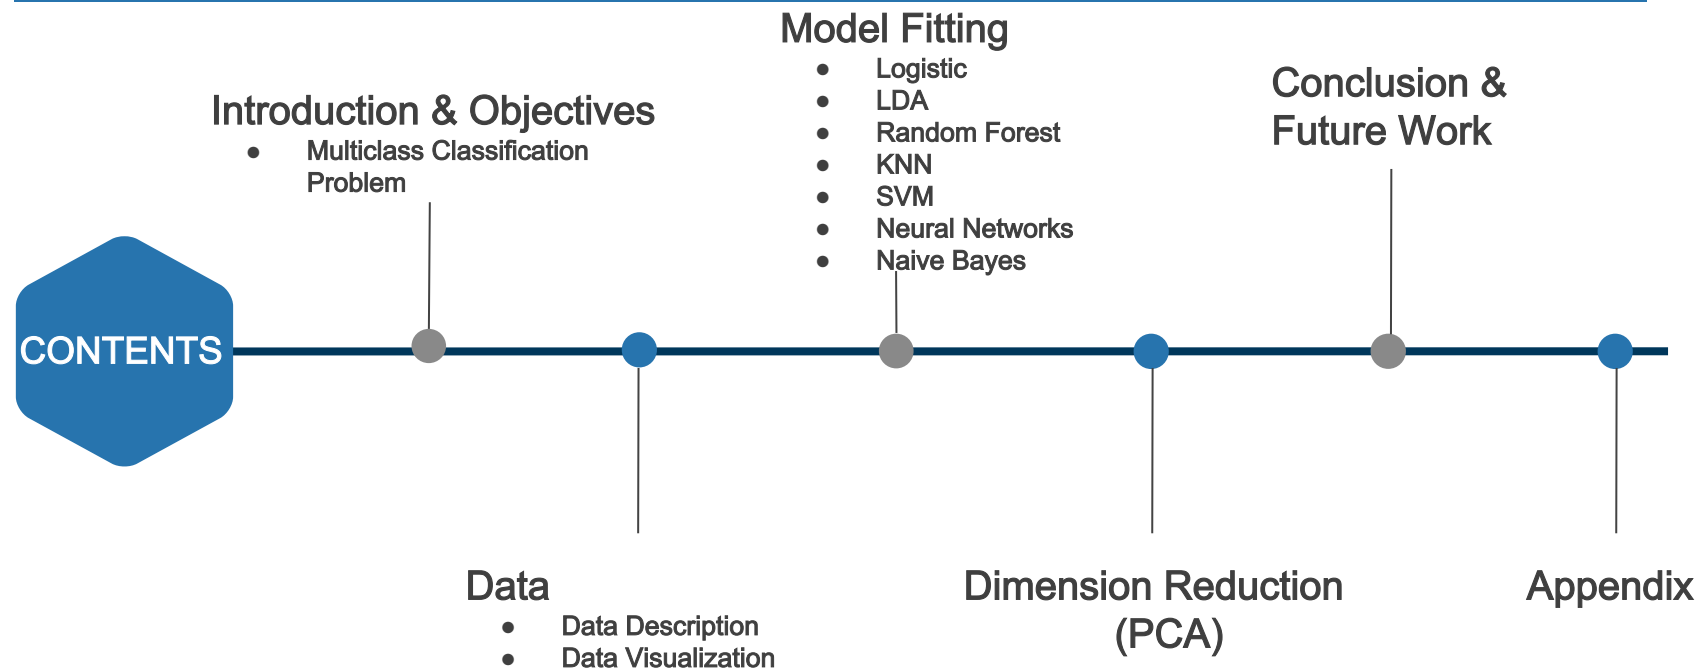 CONTENTS
Introduction & Objectives
● Multiclass Classification
Problem
Data
● Data Description
● Data Visualization
Model Fitting
● Logistic
● LDA
● Random Forest
● KNN
● SVM
● Neural Networks
● Naive Bayes
Dimension Reduction
(PCA)
Conclusion &
Future Work
Appendix